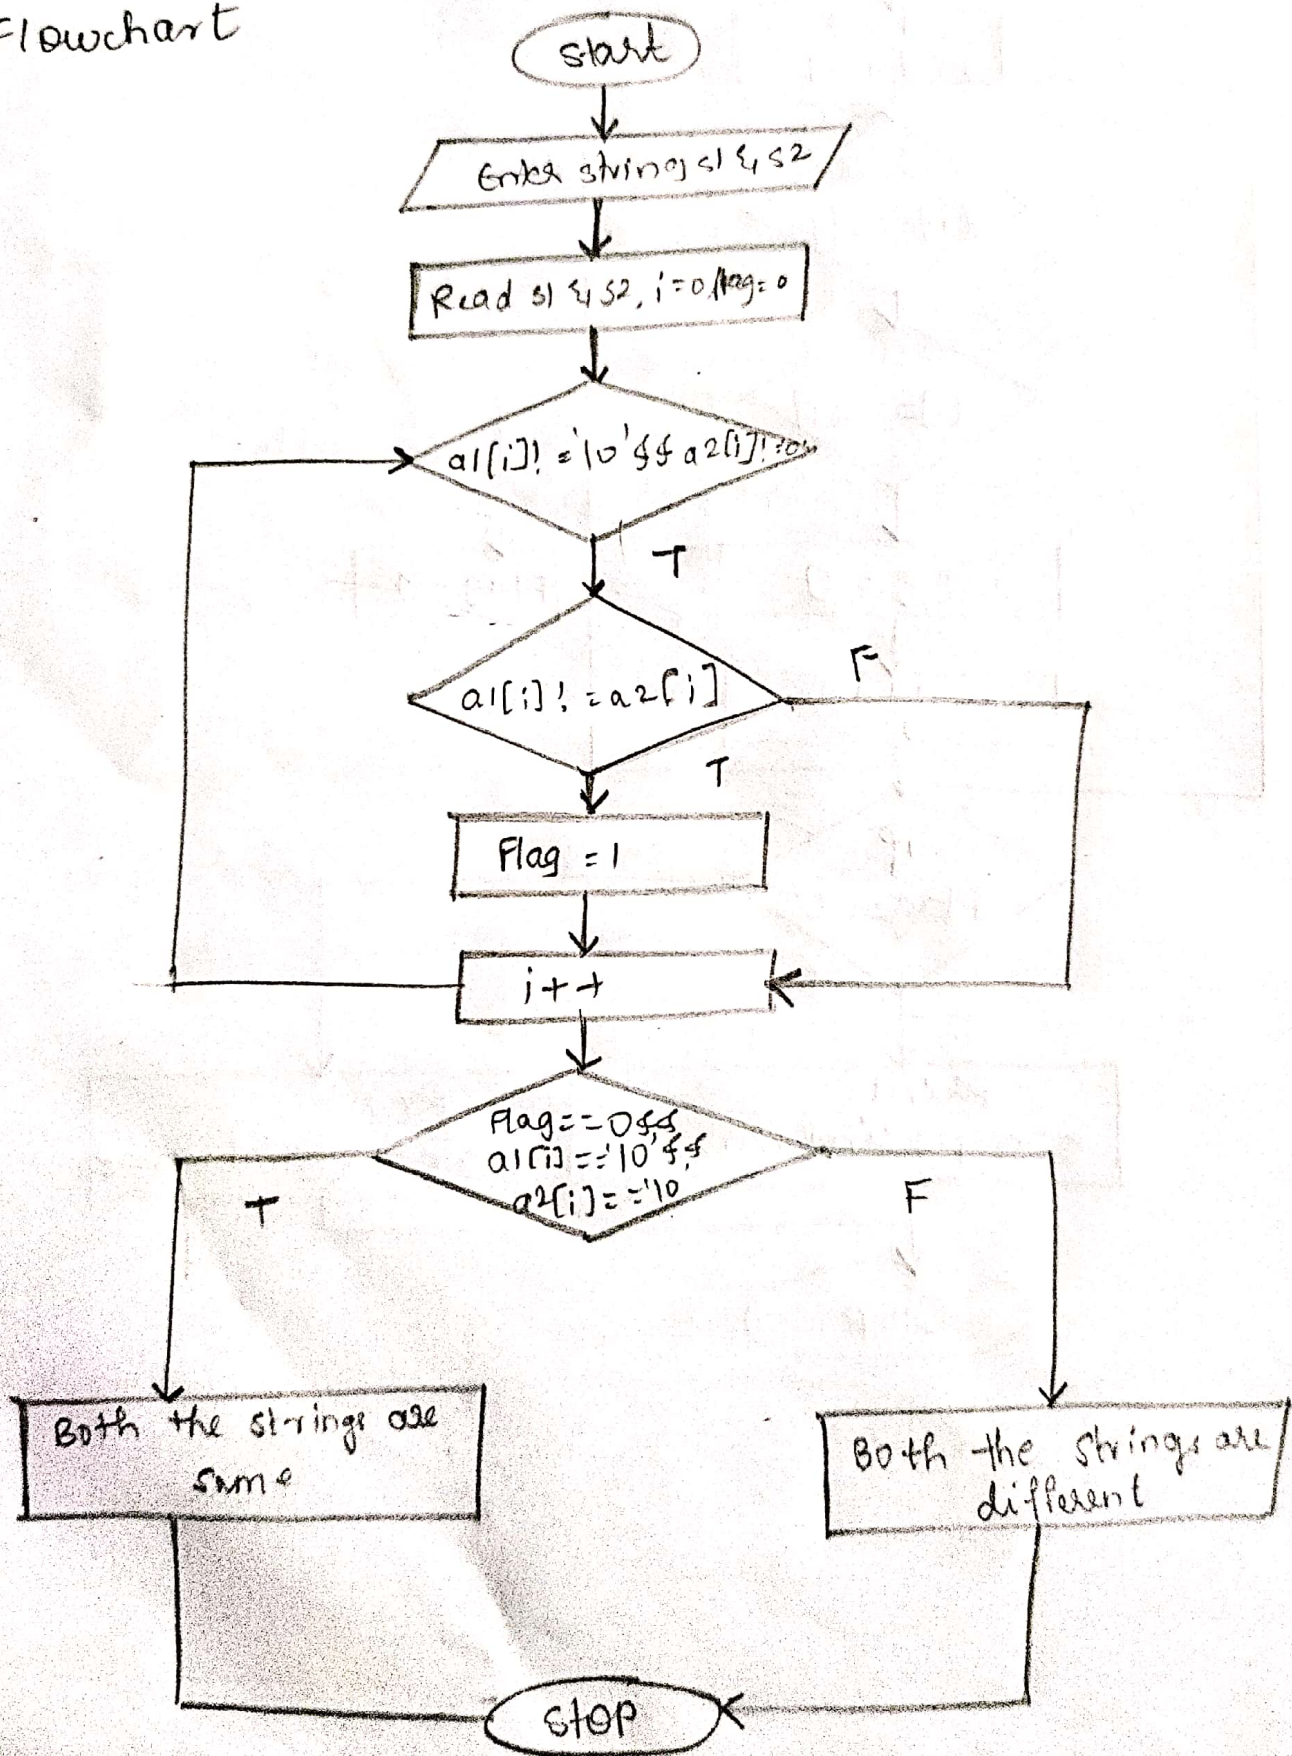 Flowchart
start
Enter strings s1 & s2
Read s1 & s2, i=0 flag=0
a1[i]!='\0' && a2[i]!=
T
a1[i]!=a2[i]
F
T
Flag = 1
i++
Flag==0 &&
a1[i]=='\0' &&
a2[i]=='\0
T
F
Both the strings are
same
Both the strings are
different
stop